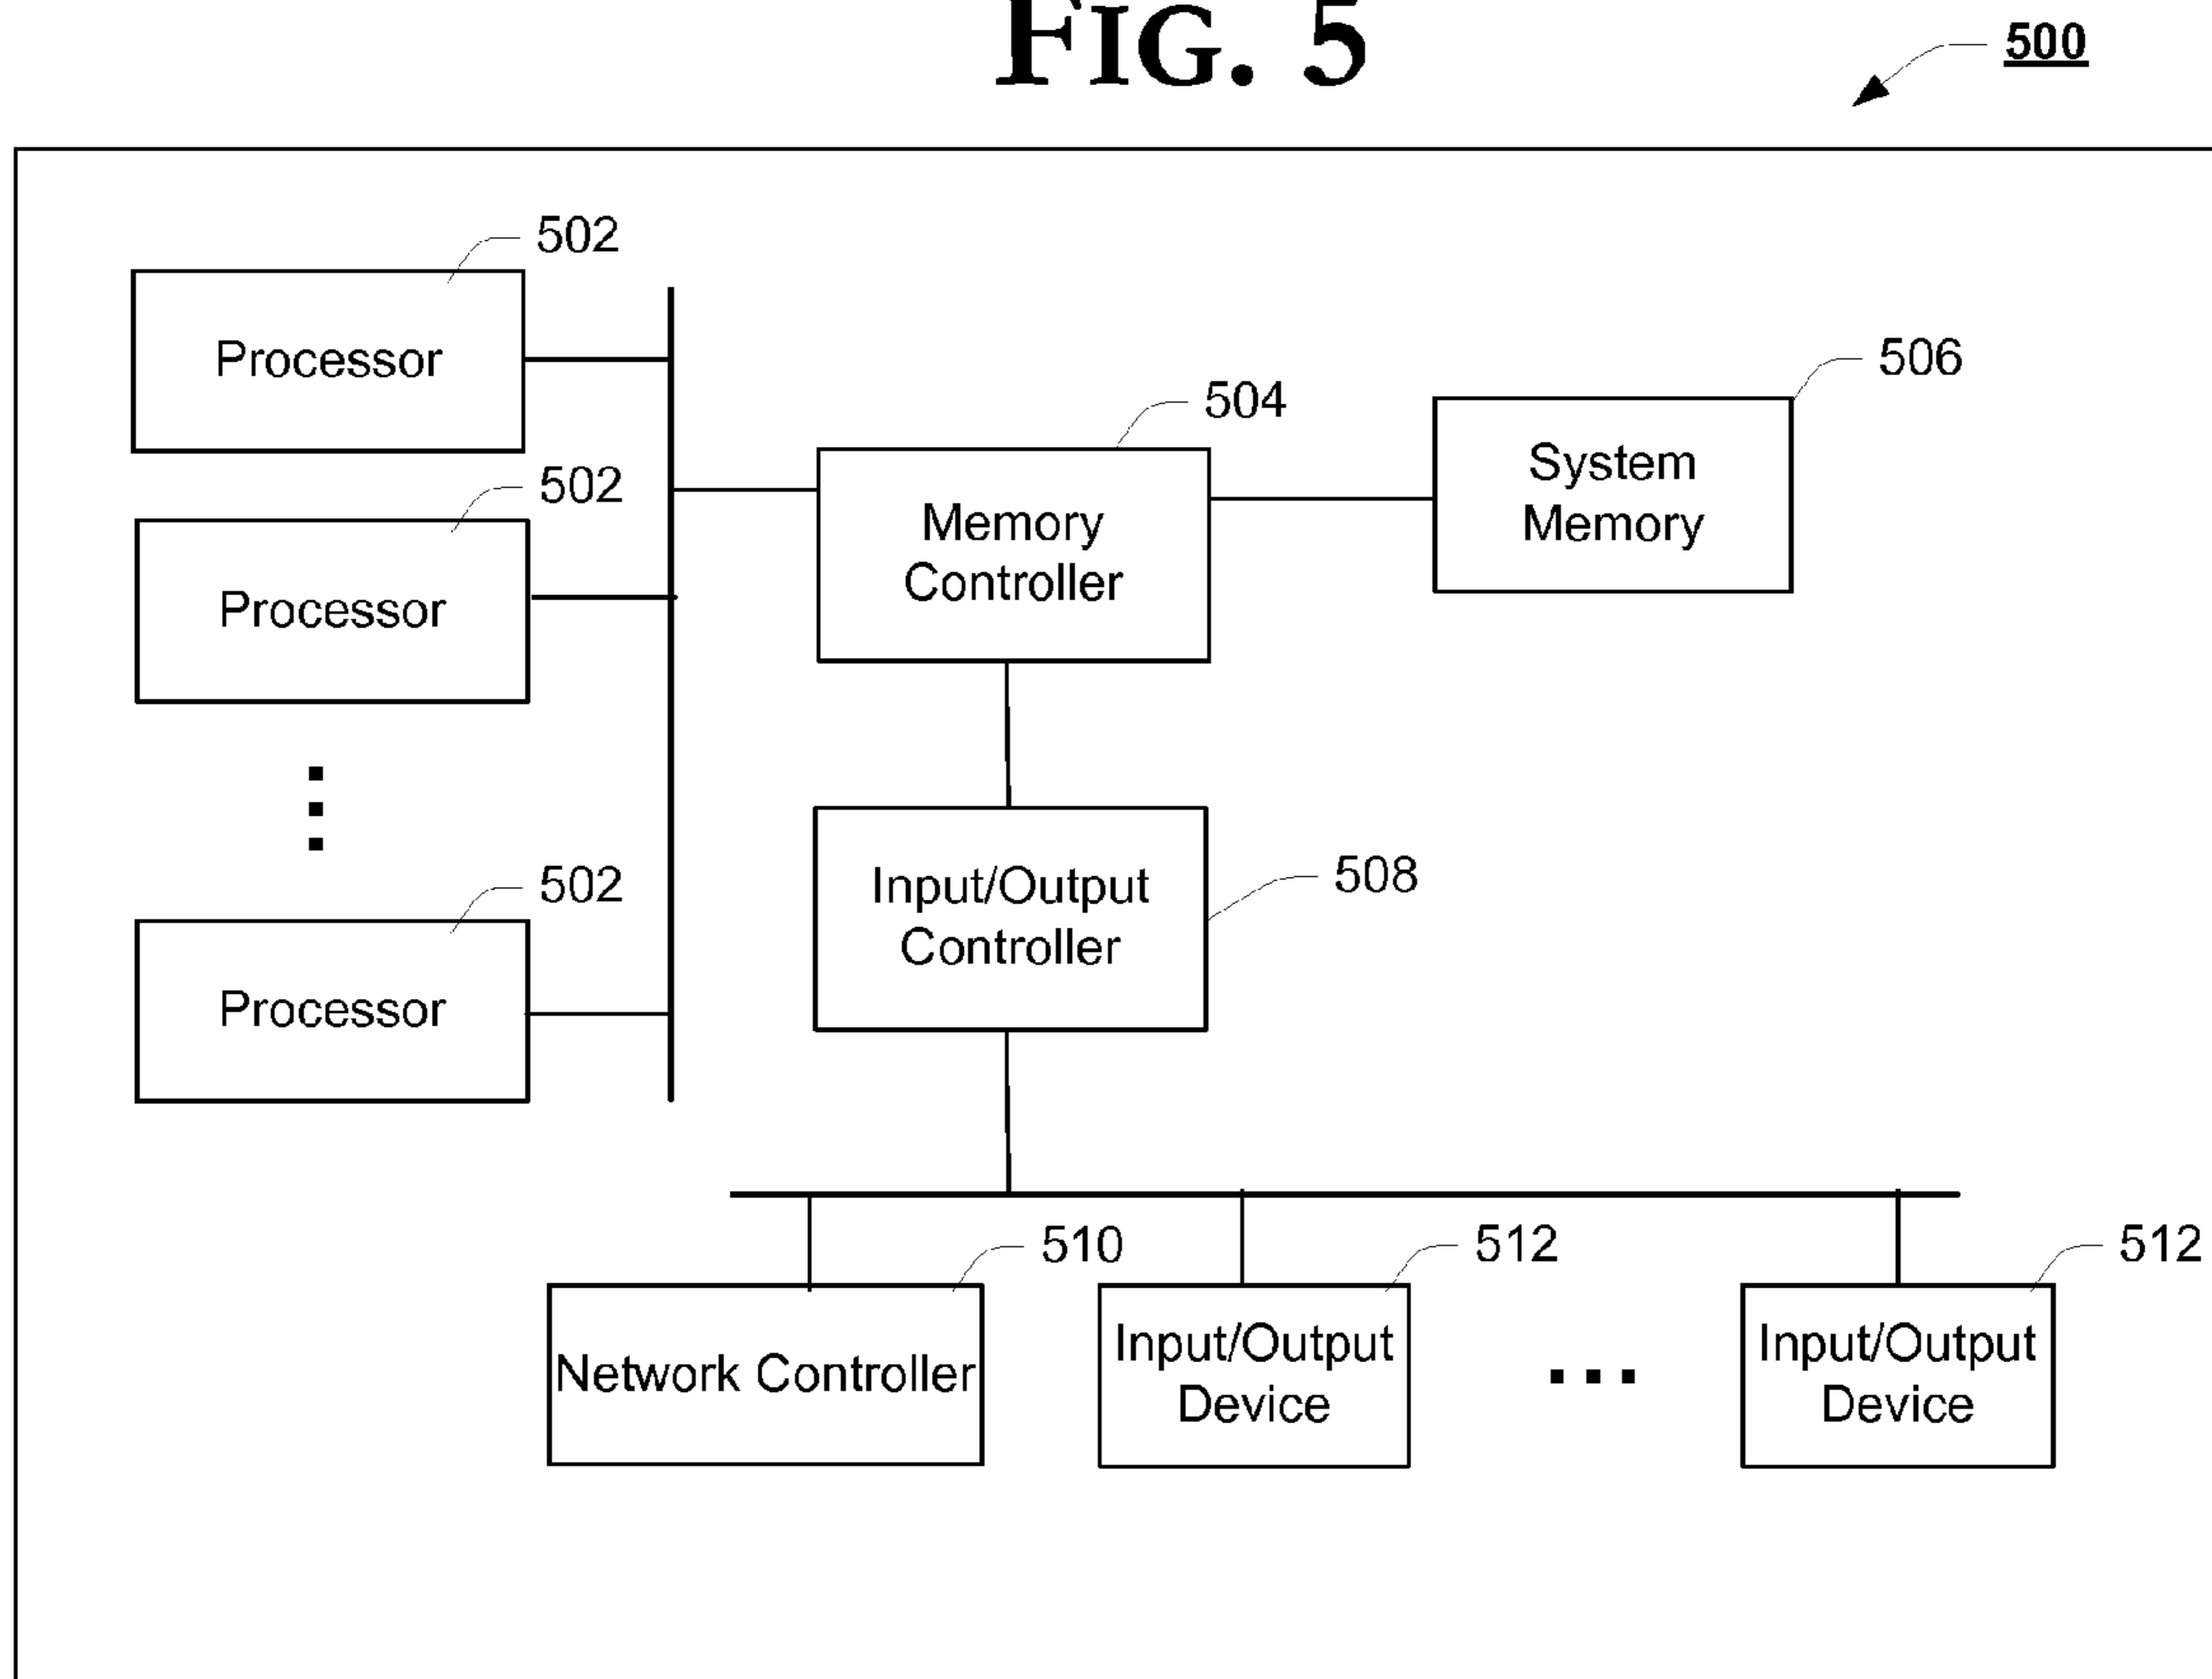 FIG. 5
500
502
Processor
502
Processor
502
Processor
504
Memory
Controller
506
System
Memory
Input/Output
Controller
508
510
Network Controller
512
Input/Output
Device
512
Input/Output
Device